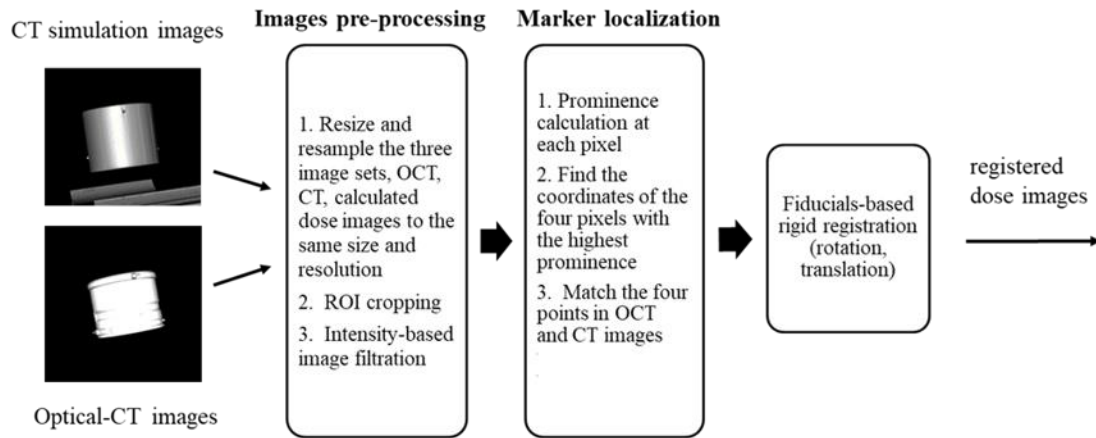 CT simulation images
Optical-CT images
Images pre-processing
1. Resize and
resample the three
image sets, OCT,
CT, calculated
dose images to the
same size and
resolution
2. ROI cropping
3. Intensity-based
image filtration
Marker localization
1. Prominence
calculation at
each pixel
2. Find the
coordinates of the
four pixels with
the highest
prominence
3. Match the four
points in OCT
and CT images
Fiducials-based
rigid registration
(rotation,
translation)
registered
dose images